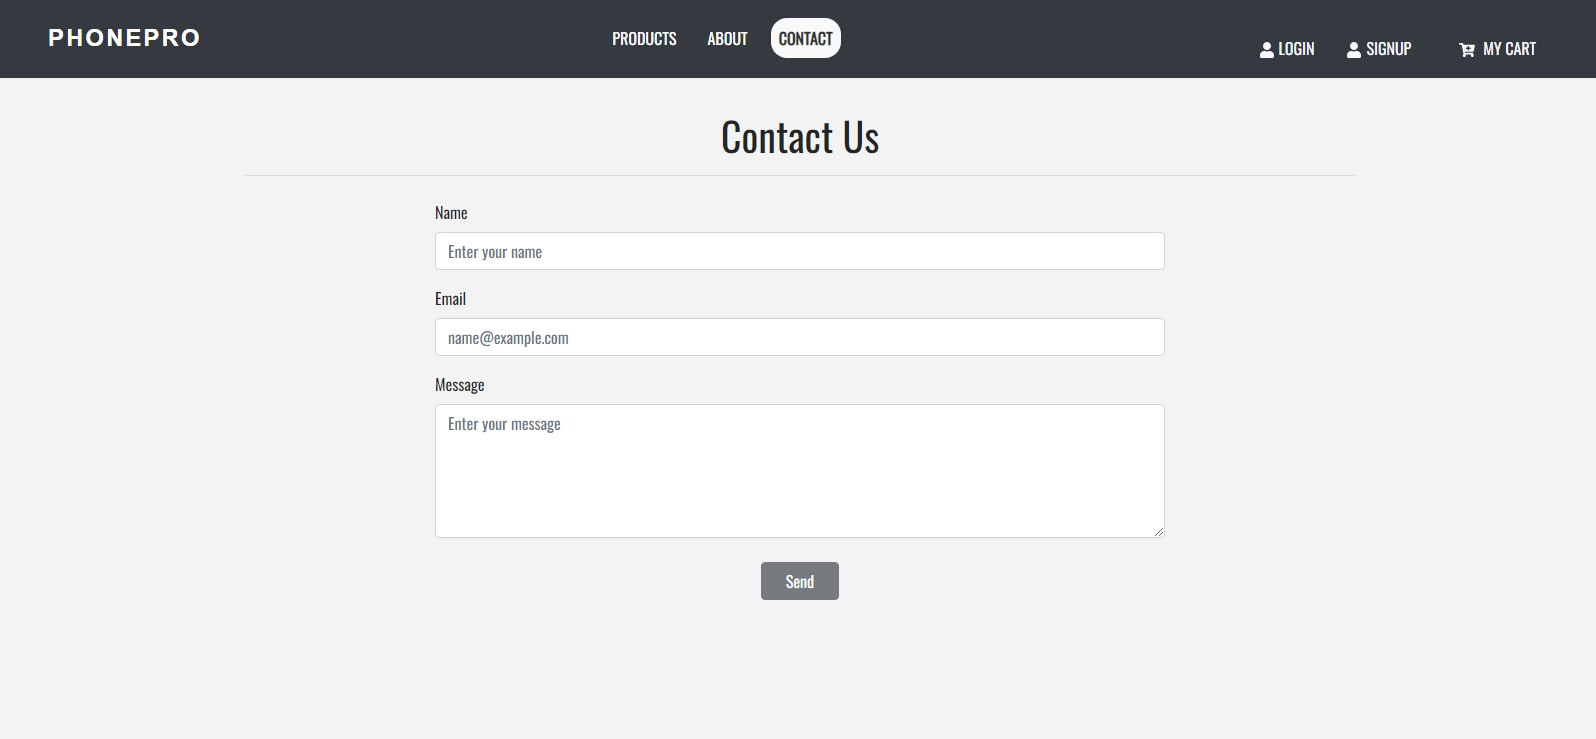 PHONEPRO
PRODUCTS ABOUT CONTACT
LOGIN SIGNUP MY CART
Contact Us
Name
Enter your name
Email
name@example.com
Message
Enter your message
Send